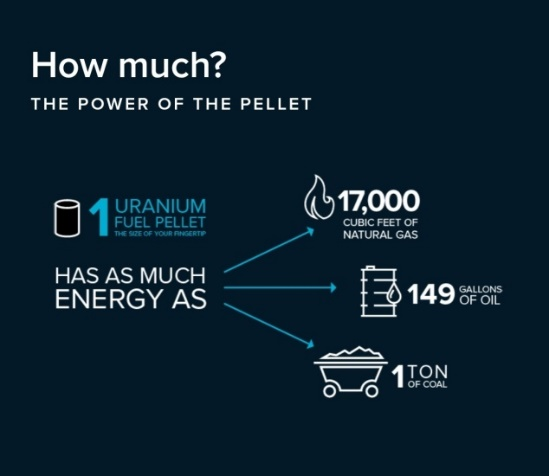 How much?
THE POWER OF THE PELLET
1 URANIUM
FUEL PELLET
THE SIZE OF YOUR FINGERTIP
HAS AS MUCH
ENERGY AS
17,000
CUBIC FEET OF
NATURAL GAS
149 GALLONS
OF OIL
1 TON
OF COAL